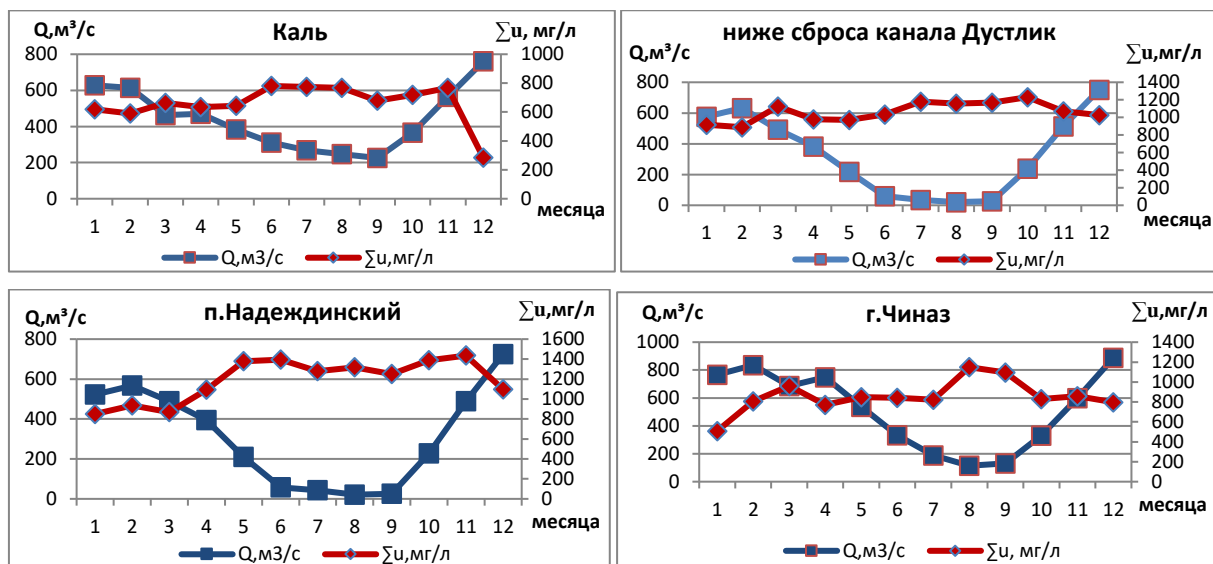 Q,м³/с Каль ∑u, мг/л
800 1000
600 800
400 600
200 400
0 200
0
1 2 3 4 5 6 7 8 9 10 11 12
месяца
Q,м3/с ∑u,мг/л
Q,м³/с ниже сброса канала Дустлик ∑u,мг/л
800 1400
600 1200
400 1000
200 800
0 600
400
200
0
1 2 3 4 5 6 7 8 9 10 11 12
месяца
Q,м3/с ∑u,мг/л
Q,м³/с п.Надеждинский ∑u,мг/л
800 1600
600 1400
400 1200
200 1000
0 800
600
400
200
0
1 2 3 4 5 6 7 8 9 10 11 12
месяца
Q,м3/с ∑u,мг/л
Q,м³/с г.Чиназ ∑u,мг/л
1000 1400
800 1200
600 1000
400 800
200 600
0 400
200
0
1 2 3 4 5 6 7 8 9 10 11 12
месяца
Q,м3/с ∑u, мг/л